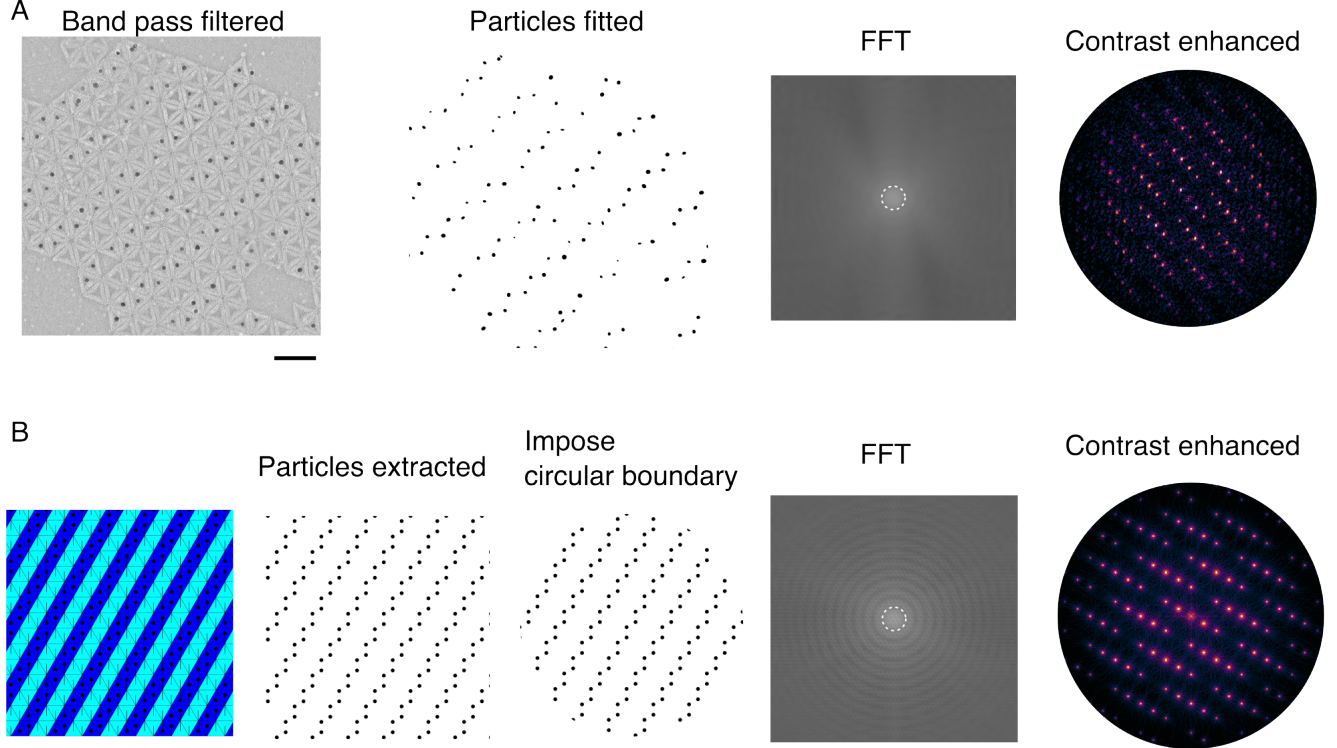 A
Band pass filtered
Particles fitted
FFT
Contrast enhanced
B
Particles extracted
Impose
circular boundary
FFT
Contrast enhanced